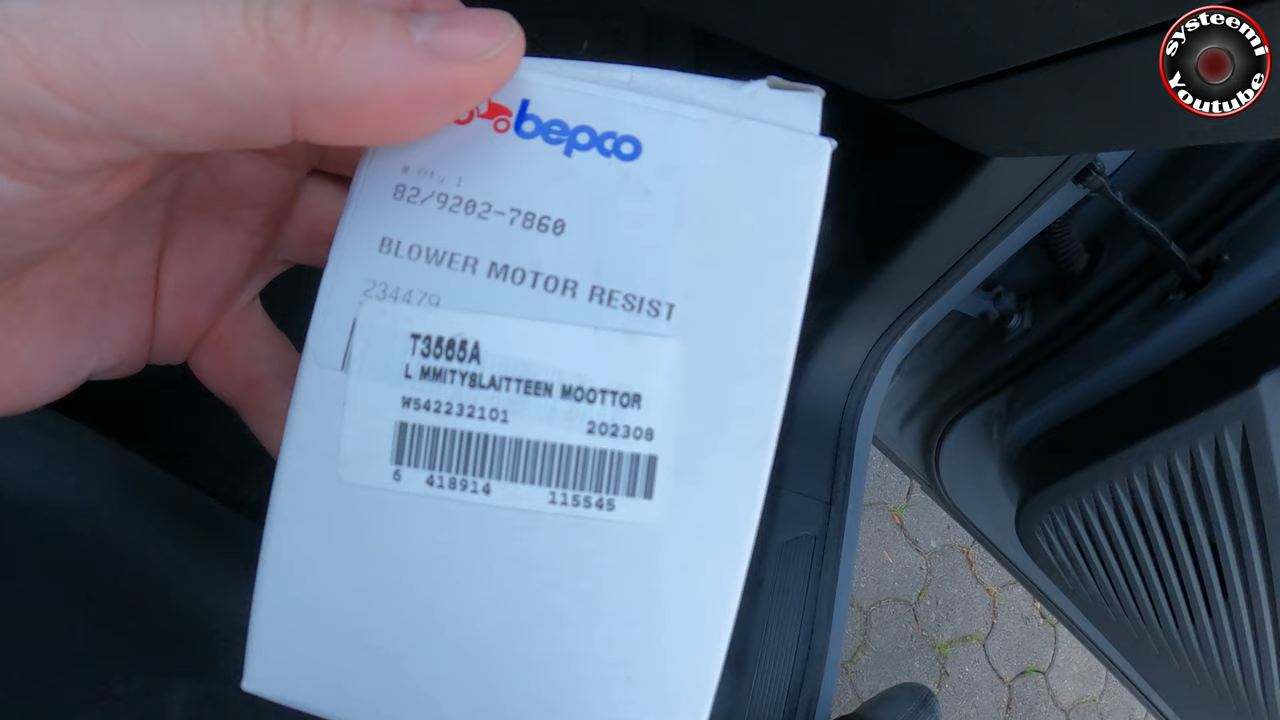 systeemi
Youtube
bepco
# Qty 1
82/9202-7860
BLOWER MOTOR RESIST
234479
T3565A
L MMITYSLAITTEEN MOOTTOR
W542232101
202308
6 418914 115545